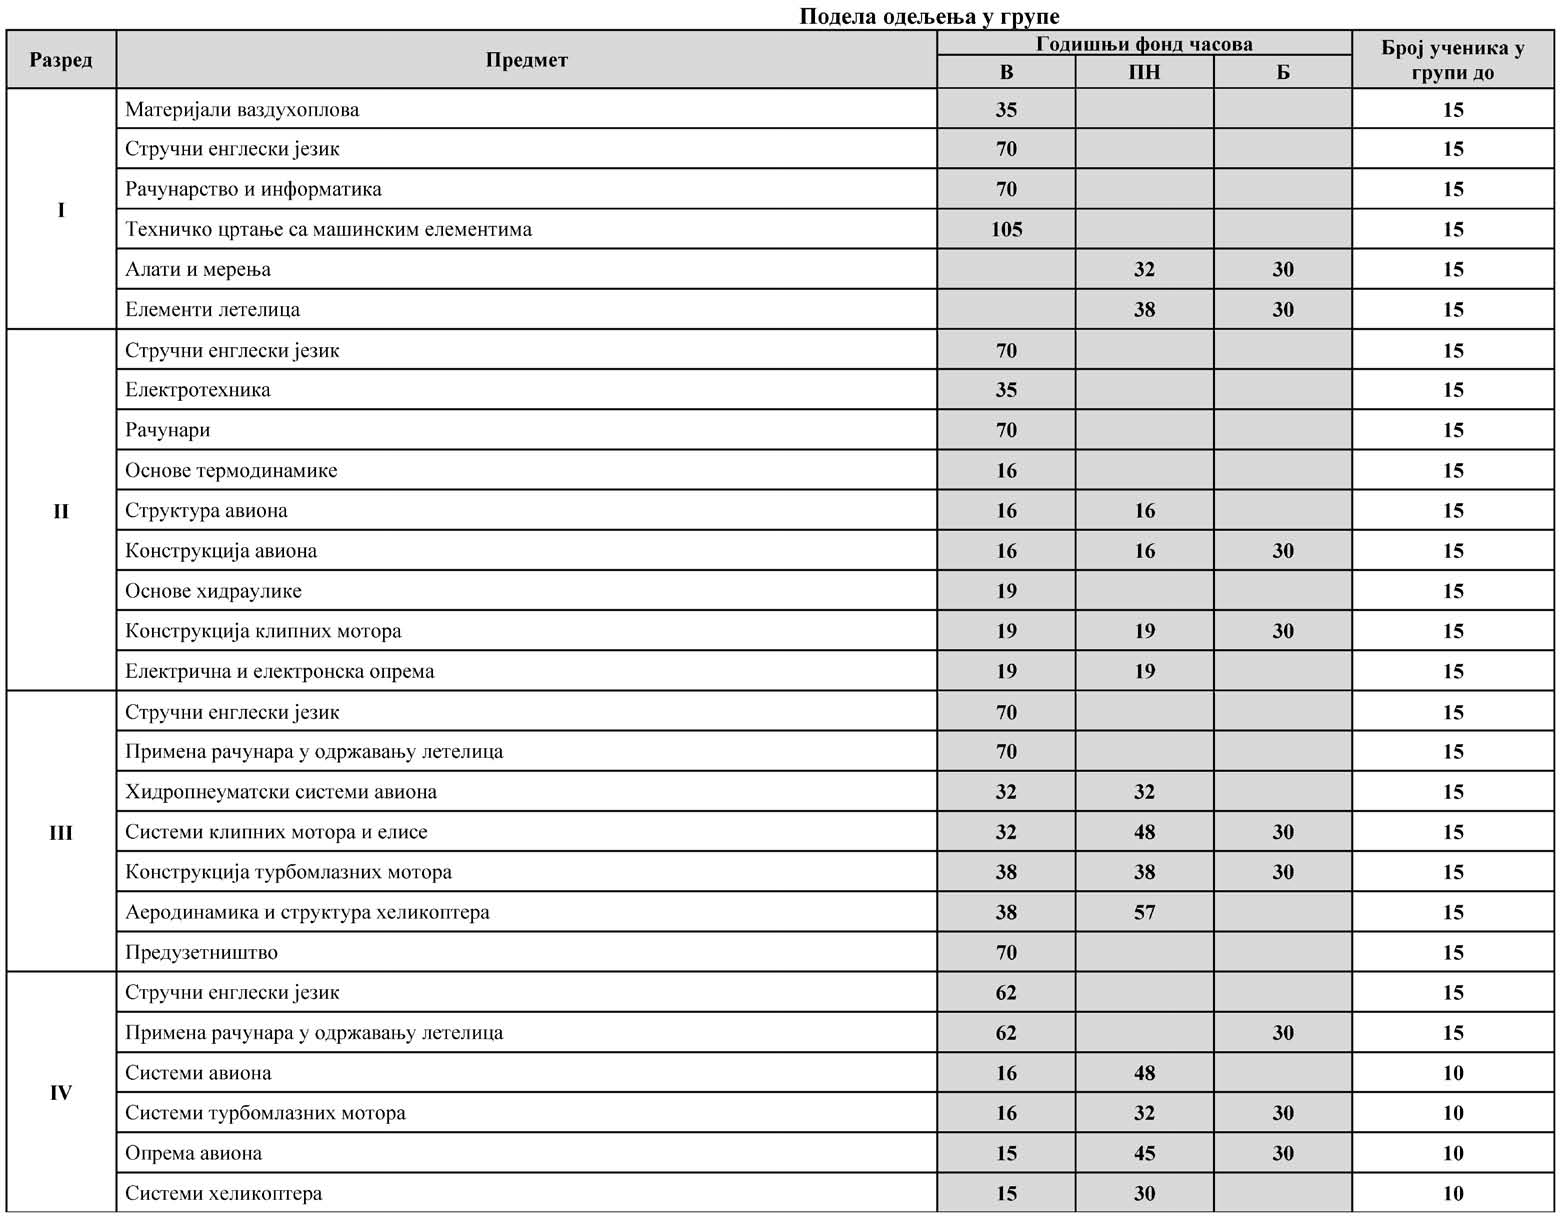 Подела одељења у групе
Разред Предмет Годишњи фонд часова Број ученика у групи до
В ПН Б
I
Материјали ваздухоплова 35 15
Стручни енглески језик 70 15
Рачунарство и информатика 70 15
Техничко цртање са машинским елементима 105 15
Алати и мерења 32 30 15
Елементи летелица 38 30 15
II
Стручни енглески језик 70 15
Електротехника 35 15
Рачунари 70 15
Основе термодинамике 16 15
Структура авиона 16 16 15
Конструкција авиона 16 16 30 15
Основе хидраулике 19 15
Конструкција клипних мотора 19 19 30 15
Електрична и електронска опрема 19 19 15
III
Стручни енглески језик 70 15
Примена рачунара у одржавању летелица 70 15
Хидропнеуматски системи авиона 32 32 15
Системи клипних мотора и елисе 32 48 30 15
Конструкција турбомлазних мотора 38 38 30 15
Аеродинамика и структура хеликоптера 38 57 15
Предузетништво 70 15
IV
Стручни енглески језик 62 15
Примена рачунара у одржавању летелица 62 30 15
Системи авиона 16 48 10
Системи турбомлазних мотора 16 32 30 10
Опрема авиона 15 45 30 10
Системи хеликоптера 15 30 10